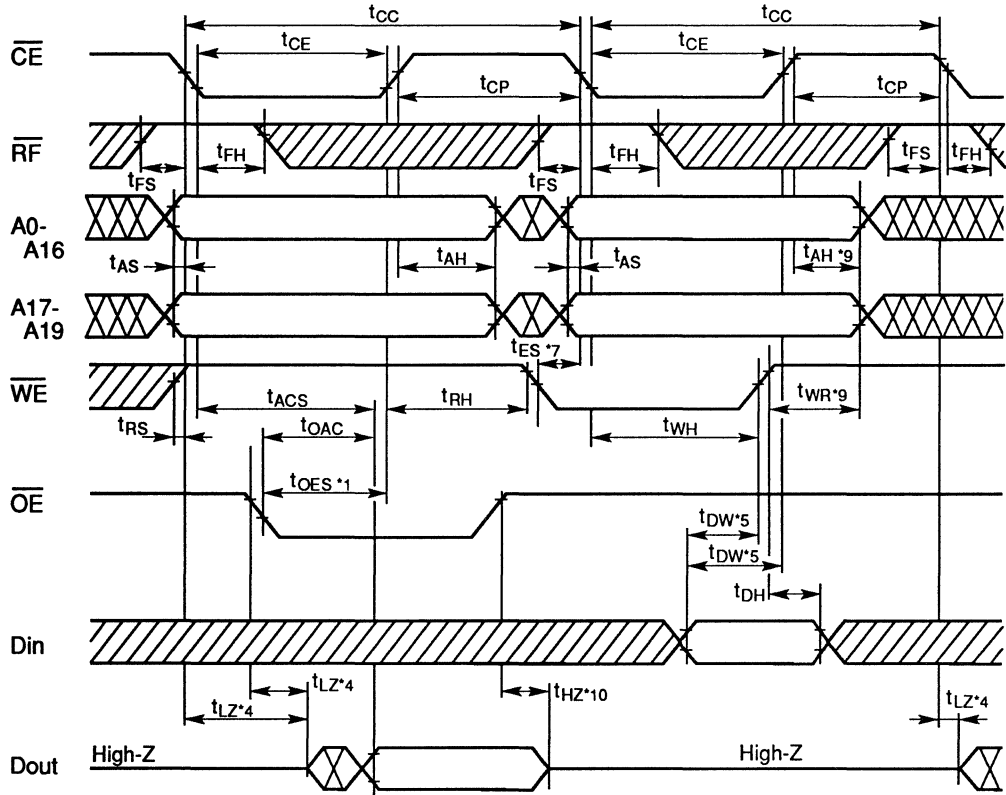 tCC tCC
CE tCE tCE
tCP tCP
RF tFH tFH tFS tFH
tFS tFS
A0-
A16
tAS tAH tAS tAH *9
A17-
A19
tES *7
WE
tACS tRH tWR*9
tRS tOAC tWH
tOES *1
OE
tDW*5
tDW*5
tDH
Din
tLZ*4 tHZ*10
tLZ*4 tLZ*4
Dout High-Z High-Z